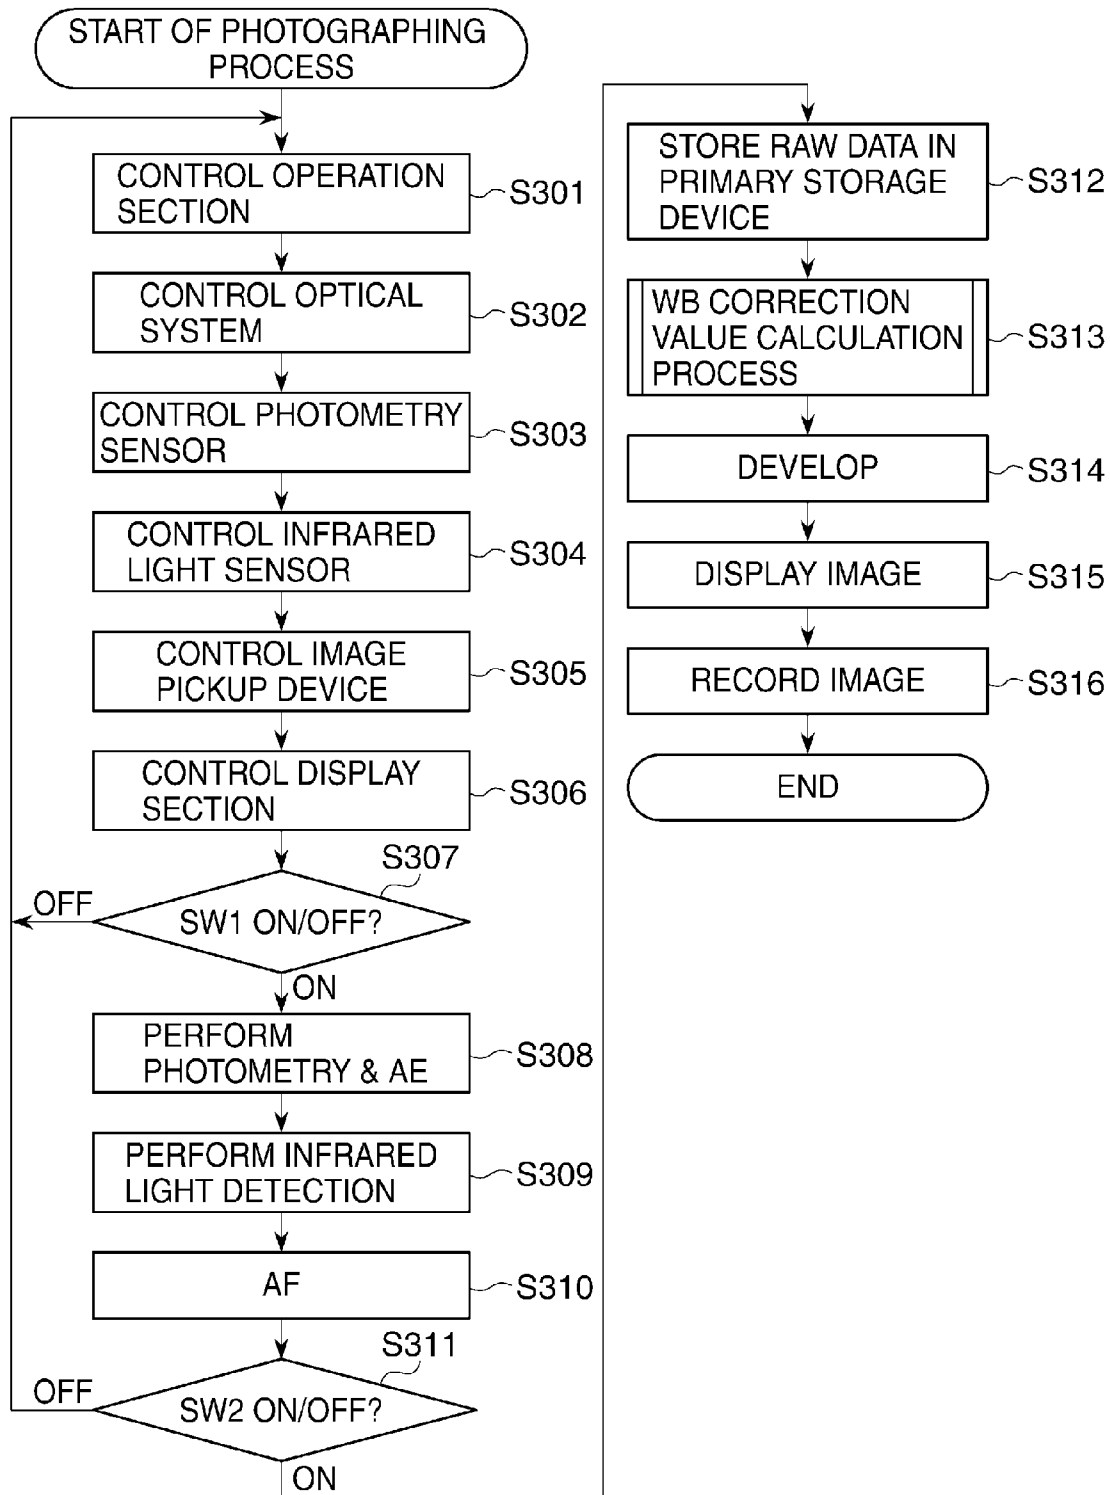 START OF PHOTOGRAPHING
PROCESS
CONTROL OPERATION
SECTION
S301
CONTROL OPTICAL
SYSTEM
S302
CONTROL PHOTOMETRY
SENSOR
S303
CONTROL INFRARED
LIGHT SENSOR
S304
CONTROL IMAGE
PICKUP DEVICE
S305
CONTROL DISPLAY
SECTION
S306
S307
OFF
SW1 ON/OFF?
ON
PERFORM
PHOTOMETRY & AE
S308
PERFORM INFRARED
LIGHT DETECTION
S309
AF
S310
S311
OFF
SW2 ON/OFF?
ON
STORE RAW DATA IN
PRIMARY STORAGE
DEVICE
S312
WB CORRECTION
VALUE CALCULATION
PROCESS
S313
DEVELOP
S314
DISPLAY IMAGE
S315
RECORD IMAGE
S316
END